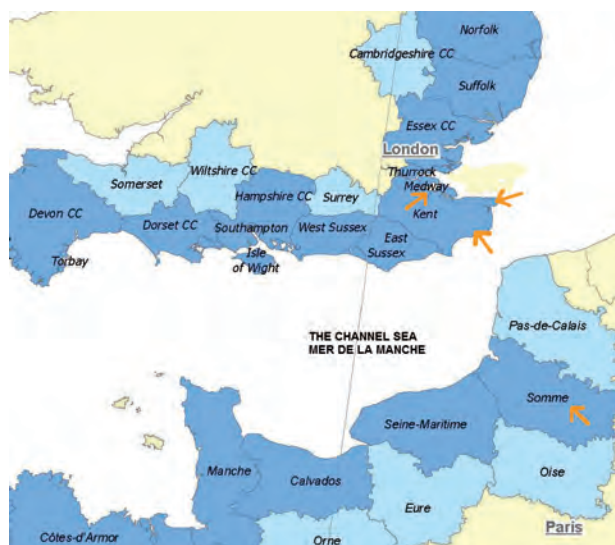 Norfolk
Cambridgeshire CC
Suffolk
Essex CC
London
Thurrock
Medway
Wiltshire CC
Somerset
Hampshire CC
Surrey
Devon CC
Dorset CC
Southampton
West Sussex
Kent
East
Sussex
Torbay
Isle
of Wight
THE CHANNEL SEA
MER DE LA MANCHE
Pas-de-Calais
Somme
Seine-Maritime
Manche
Calvados
Oise
Eure
Côtes-d'Armor
Orne
Paris